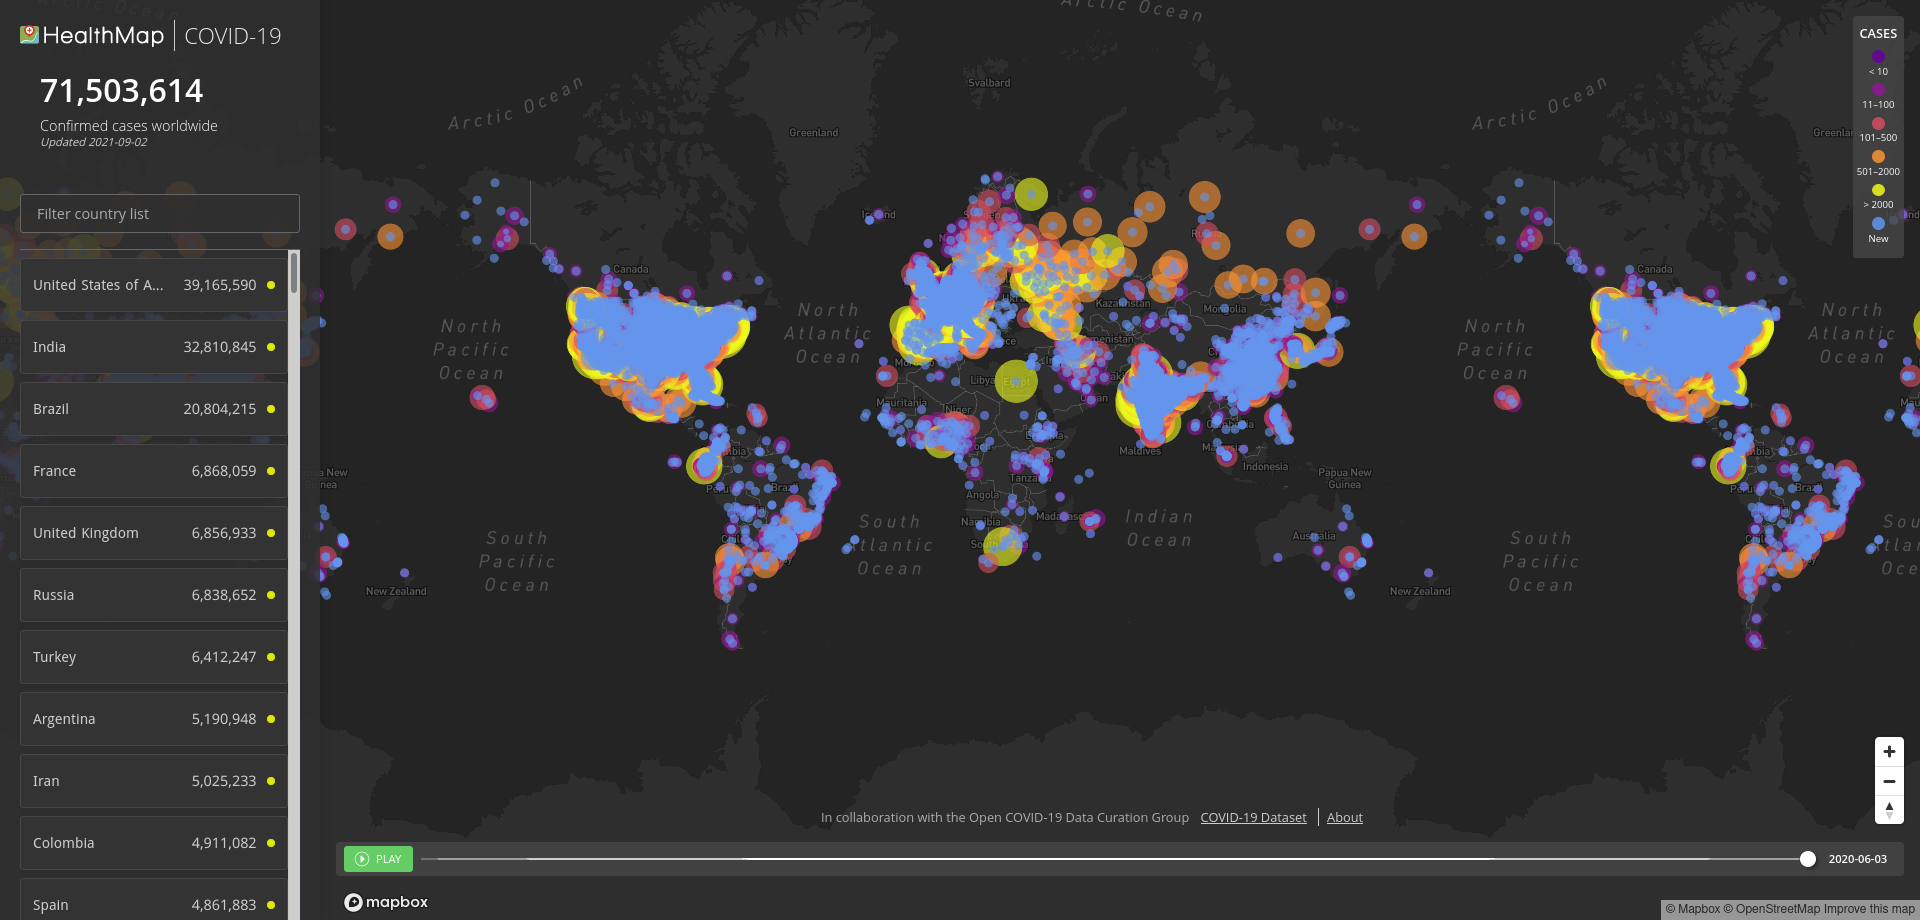 HealthMap | COVID-19
71,503,614
Confirmed cases worldwide
Updated 2021-09-02
Filter country list
United States of A... 39,165,590
India 32,810,845
Brazil 20,804,215
France 6,868,059
United Kingdom 6,856,933
Russia 6,838,652
Turkey 6,412,247
Argentina 5,190,948
Iran 5,025,233
Colombia 4,911,082
Spain 4,861,883
Arctic Ocean
Arctic Ocean
Arctic Ocean
Svalbard
Greenland
Canada
Canada
North
Pacific
Ocean
North
Atlantic
Ocean
North
Pacific
Ocean
North
Atlantic
Ocean
Kazakhstan
Mongolia
Libya
Egypt
Mauritania
Niger
Maldives
Indonesia
Papua New
Guinea
Angola
Namibia
Indian
Ocean
Australia
South
Pacific
Ocean
South
Atlantic
Ocean
South
Pacific
Ocean
New Zealand
New Zealand
CASES
< 10
11–100
101–500
501–2000
> 2000
New
In collaboration with the Open COVID-19 Data Curation Group COVID-19 Dataset | About
PLAY
2020-06-03
mapbox
© Mapbox © OpenStreetMap Improve this map